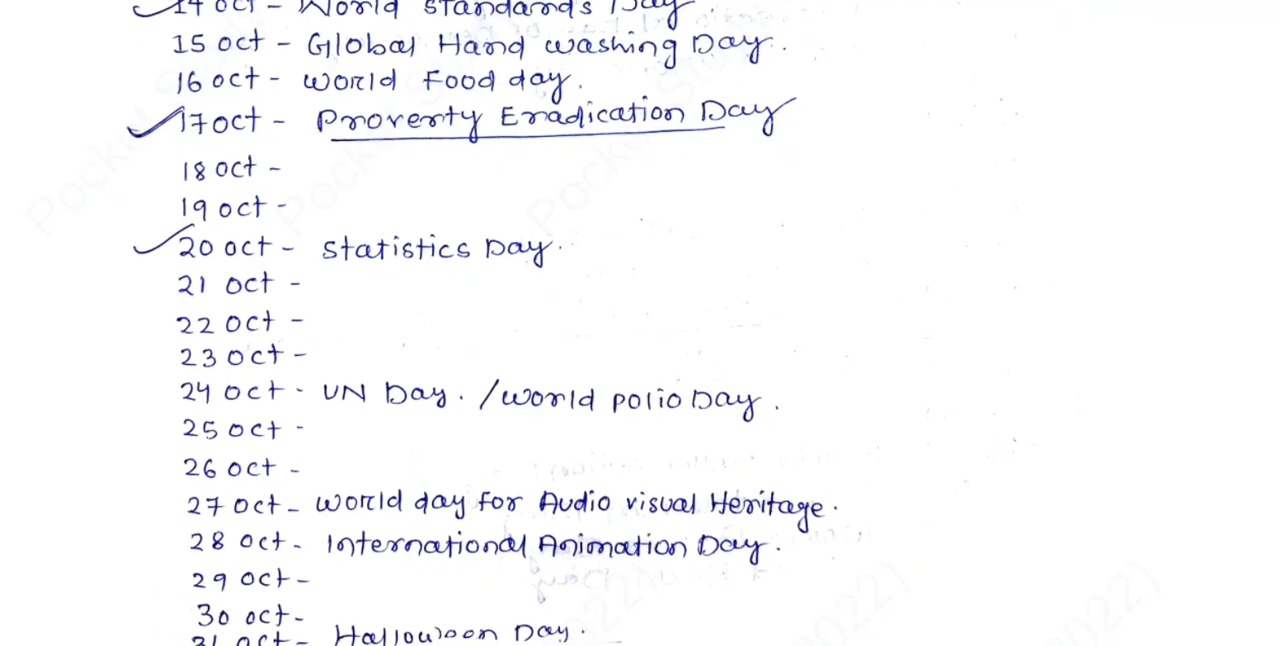 14 oct - World Standards Day.
15 oct - Global Hand washing Day.
16 oct - world Food day.
17 oct - Proverty Eradication Day
18 oct -
19 oct -
20 oct - Statistics Day.
21 oct -
22 oct -
23 oct -
24 oct - UN Day. /world polio Day.
25 oct -
26 oct -
27 oct - world day for Audio visual Heritage.
28 oct - International Animation Day.
29 oct -
30 oct -
31 oct - Halloween Day.